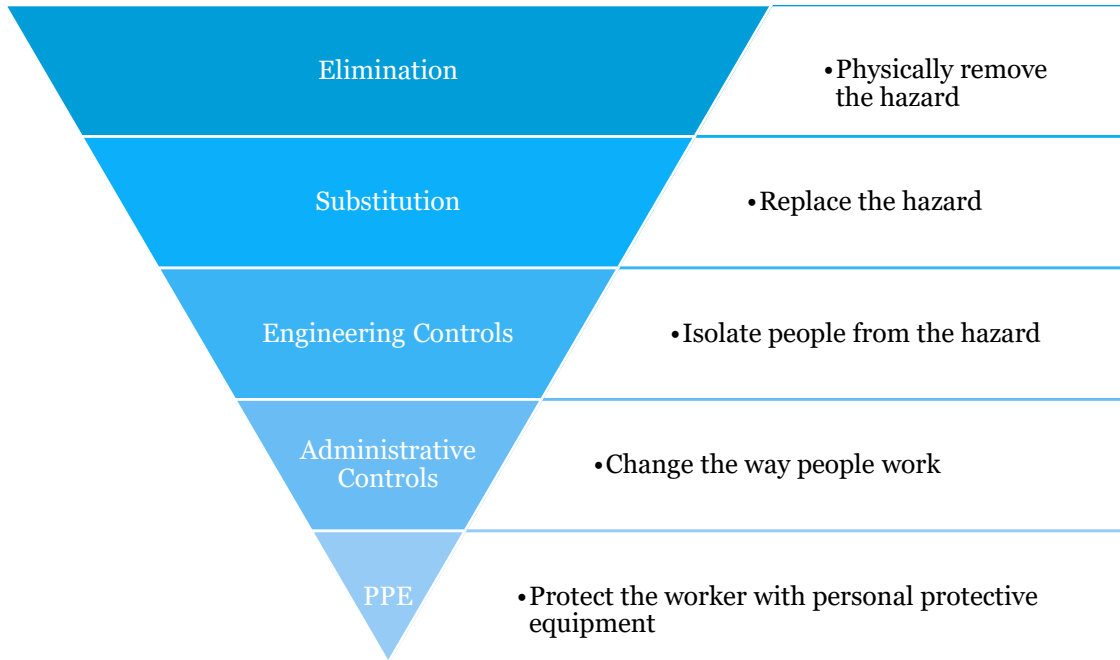 Elimination
•Physically remove
the hazard
Substitution
•Replace the hazard
Engineering Controls
•Isolate people from the hazard
Administrative
Controls
•Change the way people work
PPE
•Protect the worker with personal protective
equipment